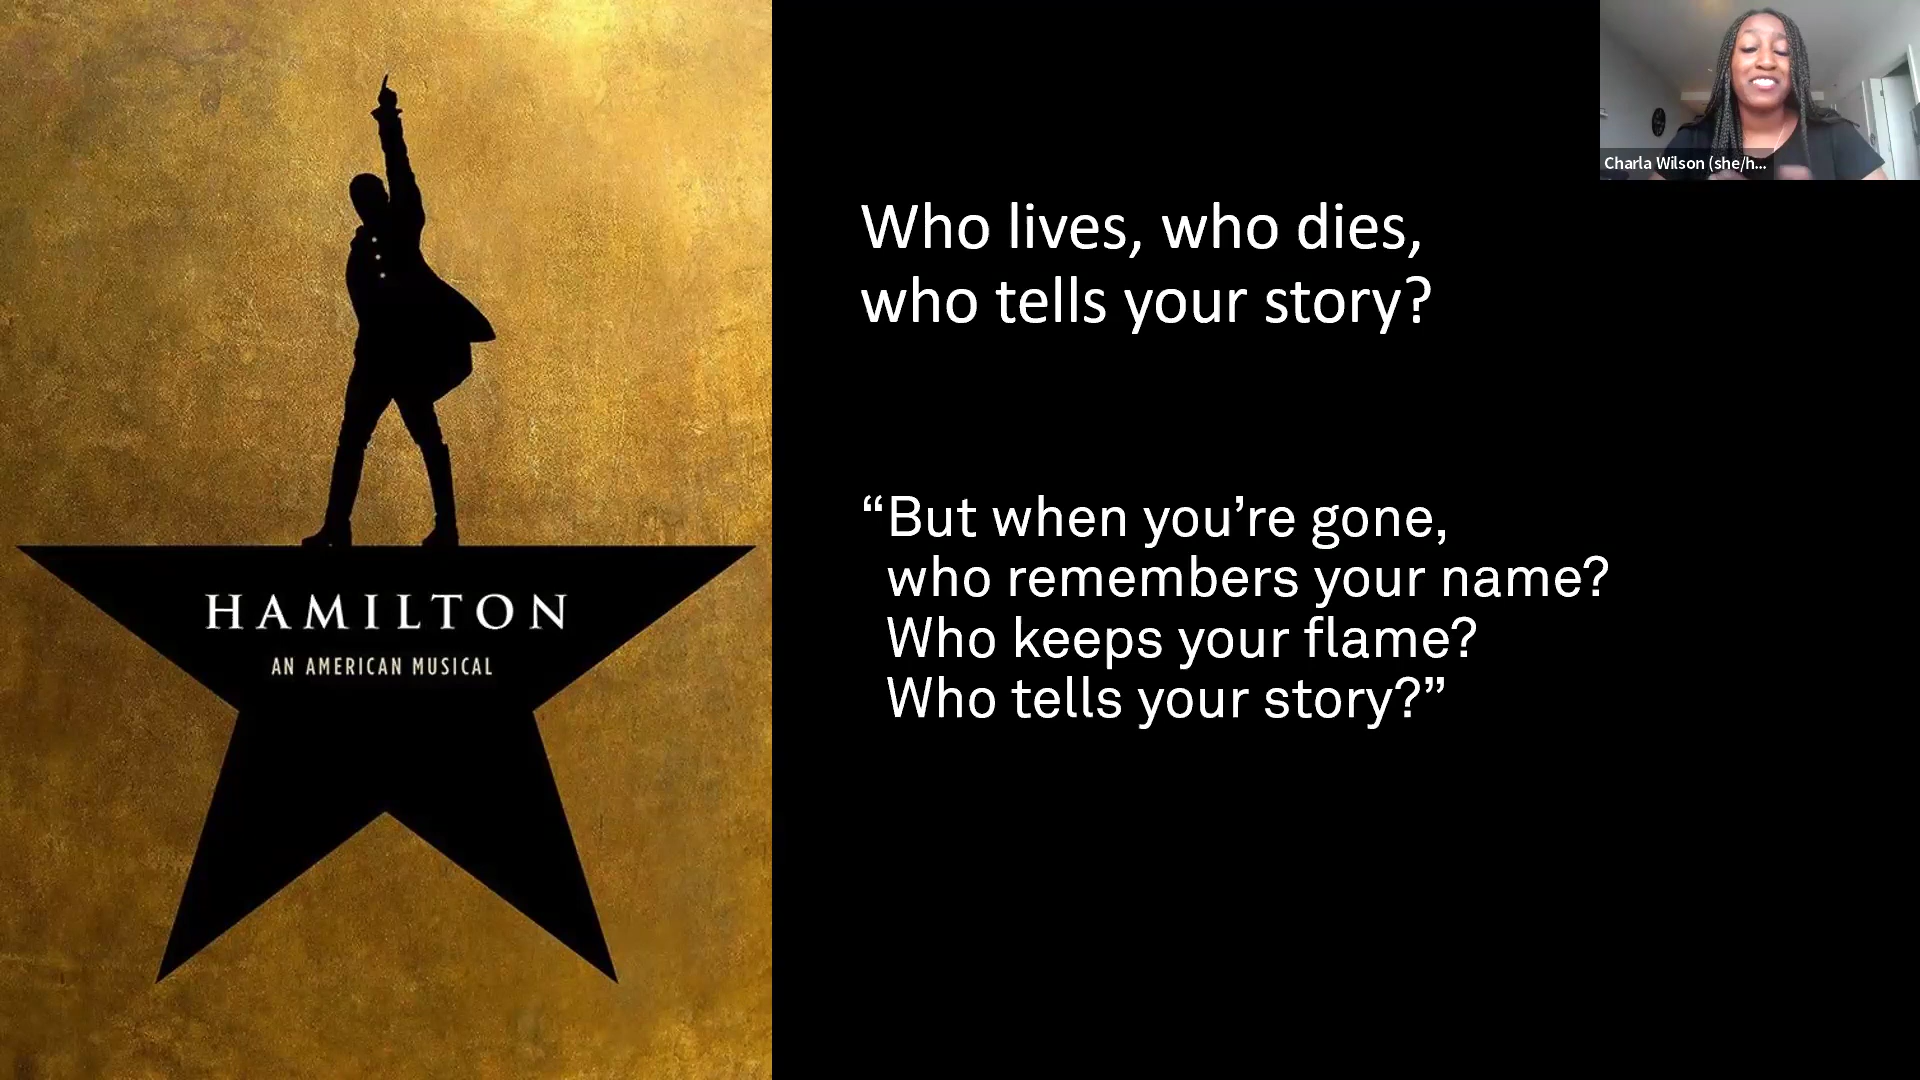 HAMILTON
AN AMERICAN MUSICAL
Who lives, who dies,
who tells your story?
“But when you’re gone,
who remembers your name?
Who keeps your flame?
Who tells your story?”
Charla Wilson (she/h...